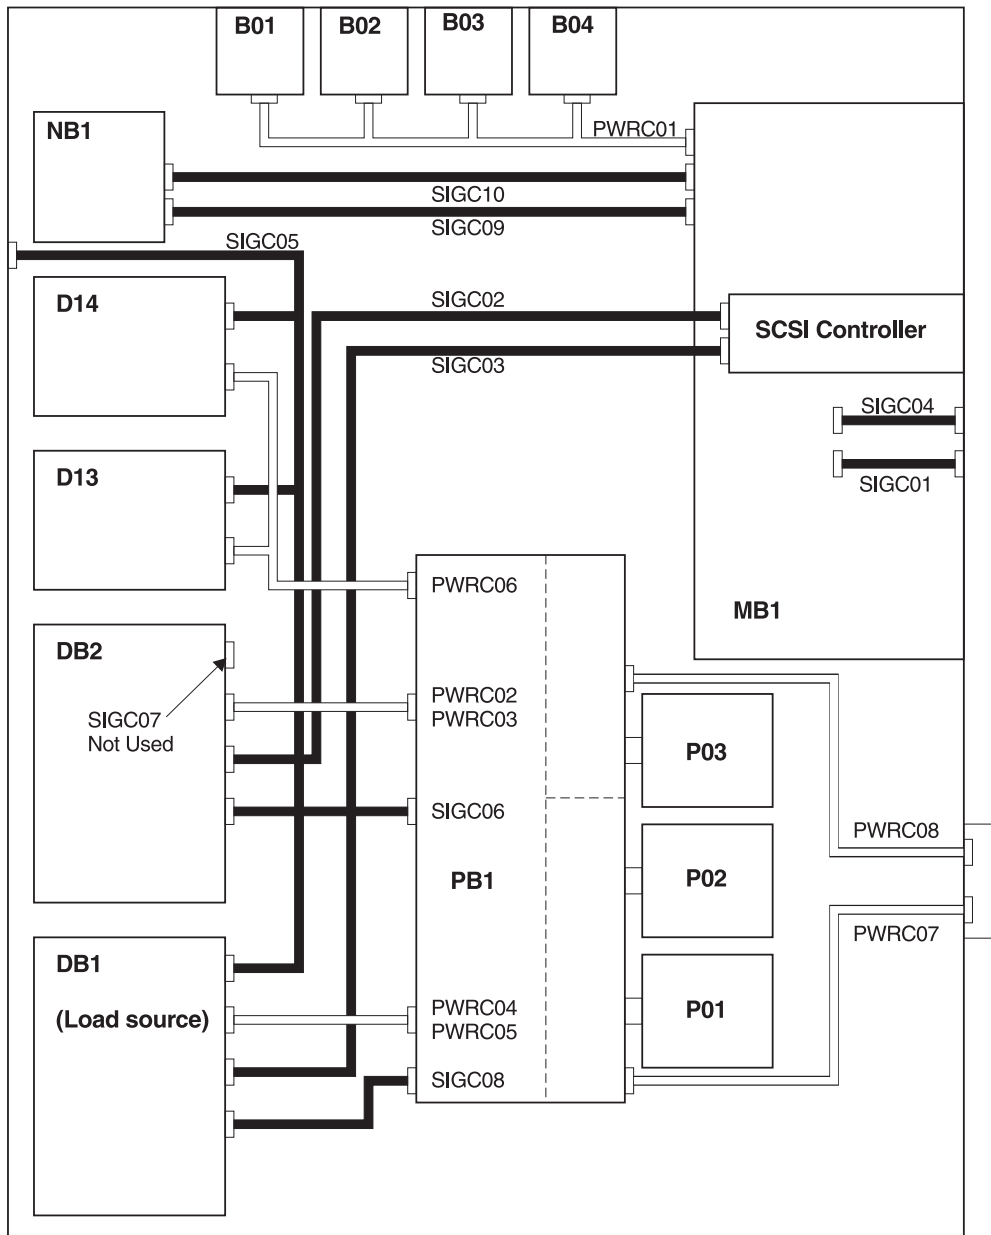 B01
B02
B03
B04
NB1
PWRC01
SIGC10
SIGC09
SIGC05
D14
SIGC02
SCSI Controller
SIGC03
SIGC04
D13
SIGC01
PWRC06
MB1
DB2
SIGC07
Not Used
PWRC02
PWRC03
P03
SIGC06
PWRC08
PB1
P02
PWRC07
DB1
(Load source)
PWRC04
PWRC05
P01
SIGC08